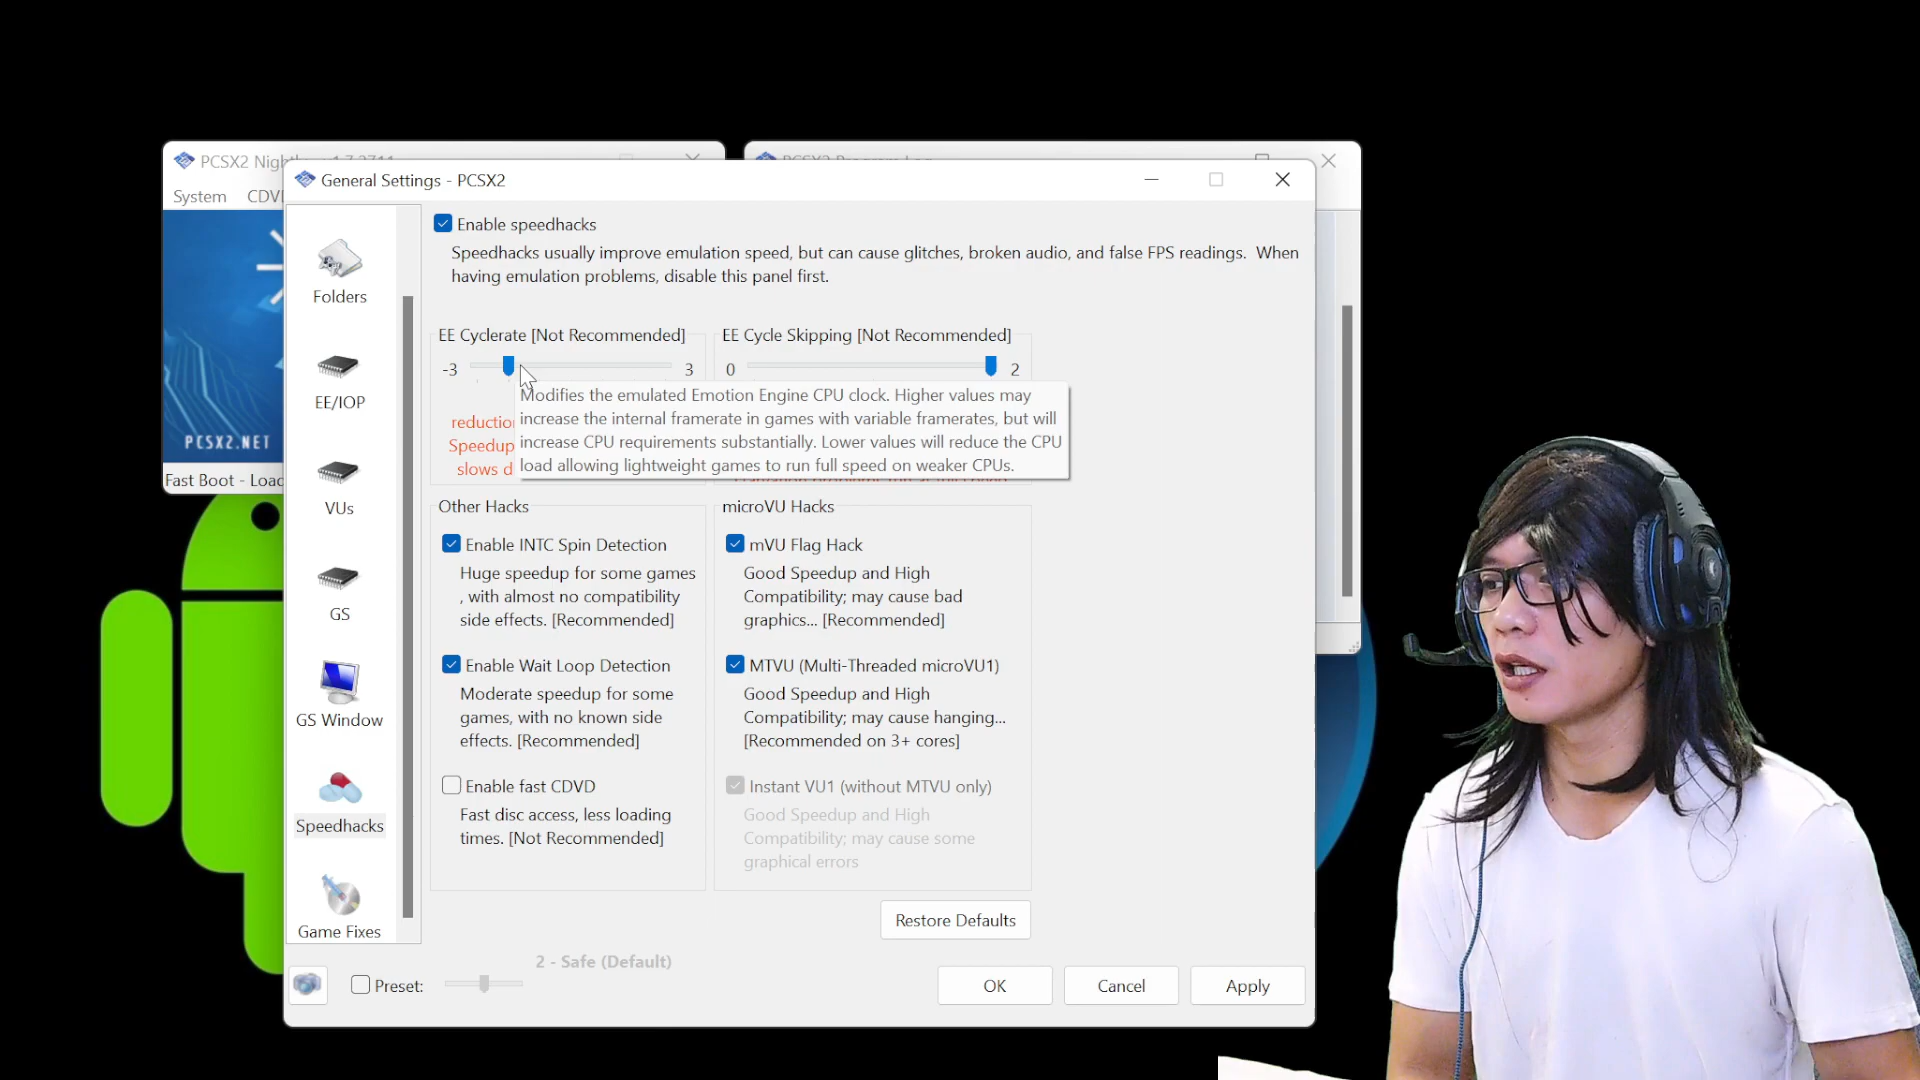 PCSX2
System CDV
PCSX2.NET
Fast Boot - Loac
General Settings - PCSX2
Folders
EE/IOP
VUs
GS
GS Window
Speedhacks
Game Fixes
Enable speedhacks
Speedhacks usually improve emulation speed, but can cause glitches, broken audio, and false FPS readings. When
having emulation problems, disable this panel first.
EE Cyclerate [Not Recommended]
-3 3
reductio
Speedup
slows d
EE Cycle Skipping [Not Recommended]
0 2
Modifies the emulated Emotion Engine CPU clock. Higher values may
increase the internal framerate in games with variable framerates, but will
increase CPU requirements substantially. Lower values will reduce the CPU
load allowing lightweight games to run full speed on weaker CPUs.
Other Hacks
Enable INTC Spin Detection
Huge speedup for some games
, with almost no compatibility
side effects. [Recommended]
Enable Wait Loop Detection
Moderate speedup for some
games, with no known side
effects. [Recommended]
Enable fast CDVD
Fast disc access, less loading
times. [Not Recommended]
microVU Hacks
mVU Flag Hack
Good Speedup and High
Compatibility; may cause bad
graphics... [Recommended]
MTVU (Multi-Threaded microVU1)
Good Speedup and High
Compatibility; may cause hanging...
[Recommended on 3+ cores]
Instant VU1 (without MTVU only)
Good Speedup and High
Compatibility; may cause some
graphical errors
Restore Defaults
2 - Safe (Default)
Preset:
OK Cancel Apply